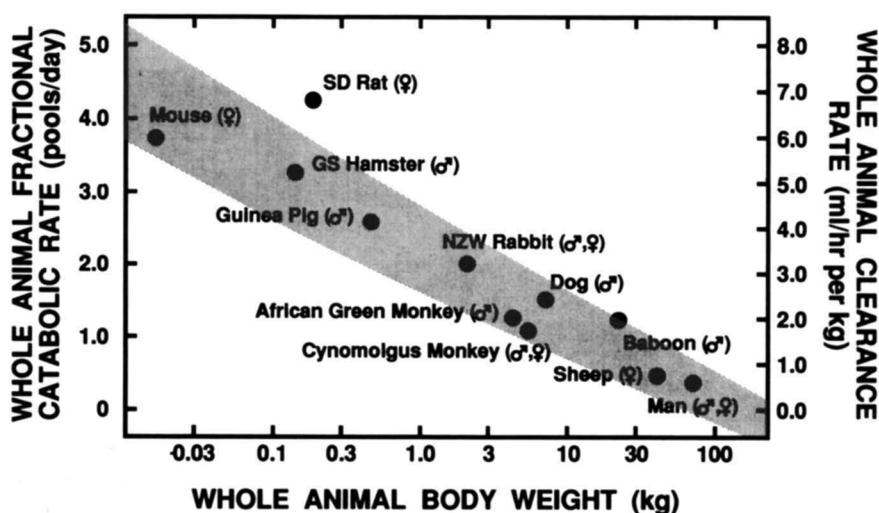 WHOLE ANIMAL FRACTIONAL
CATABOLIC RATE (pools/day)
5.0
4.0
3.0
2.0
1.0
0
SD Rat (♀)
Mouse (♀)
GS Hamster (♂)
Guinea Pig (♂)
NZW Rabbit (♂,♀)
Dog (♂)
African Green Monkey (♂)
Cynomolgus Monkey (♂,♀)
Baboon (♂)
Sheep (♀)
Man (♂,♀)
8.0
7.0
6.0
5.0
4.0
3.0
2.0
1.0
0.0
WHOLE ANIMAL CLEARANCE
RATE (ml/hr per kg)
-0.03 0.1 0.3 1.0 3 10 30 100
WHOLE ANIMAL BODY WEIGHT (kg)